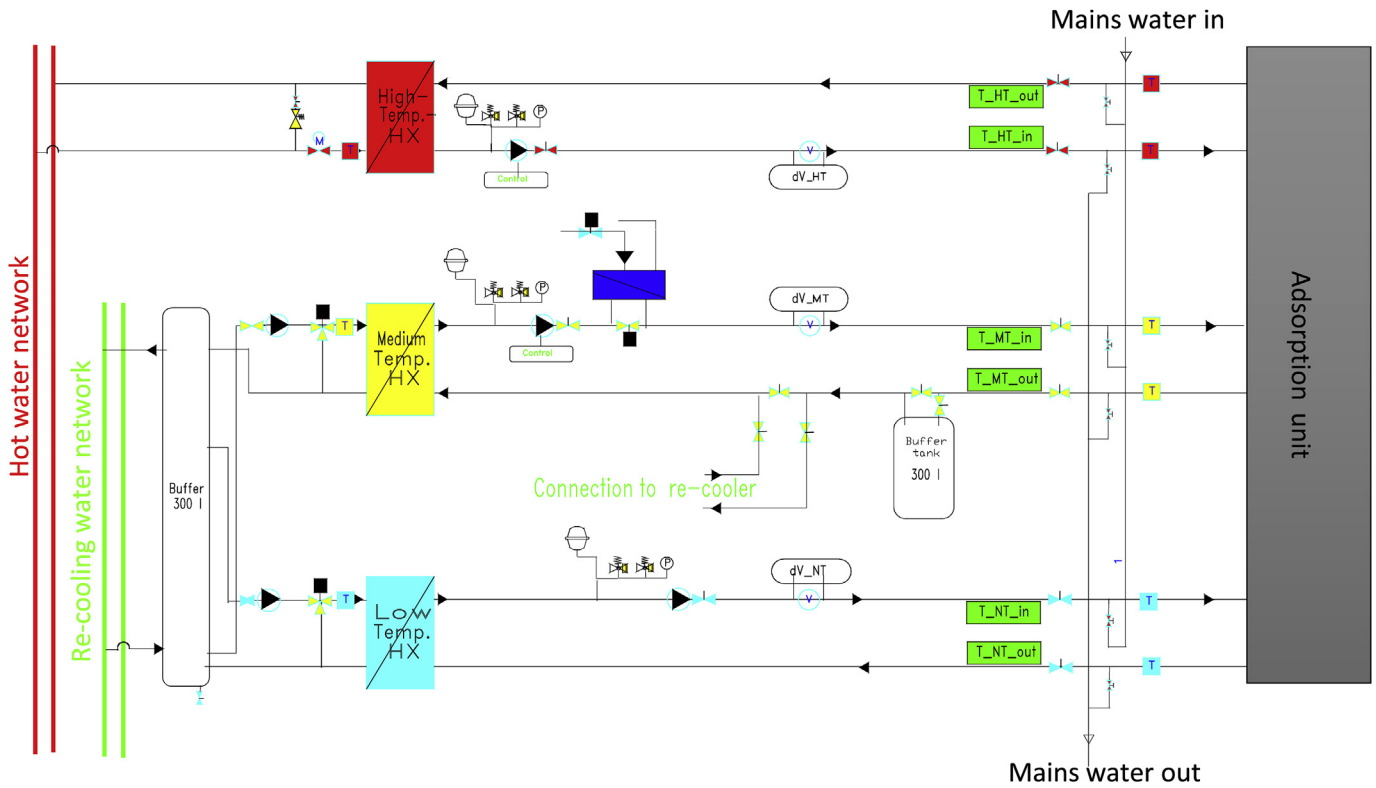 Mains water in
High-
Temp.-
HX
P
T_HT_out
T
T_HT_in
M
T
V
T
Control
dV_HT
Hot water network
Re-cooling water network
Adsorption unit
P
dV_MT
T
Medium
Temp.
HX
V
T
Control
T_MT_in
T_MT_out
T
Buffer
tank
300 l
Buffer
300 l
Connection to re-cooler
P
dV_NT
1
T
Low
Temp.
HX
V
T
T_NT_in
T_NT_out
T
Mains water out